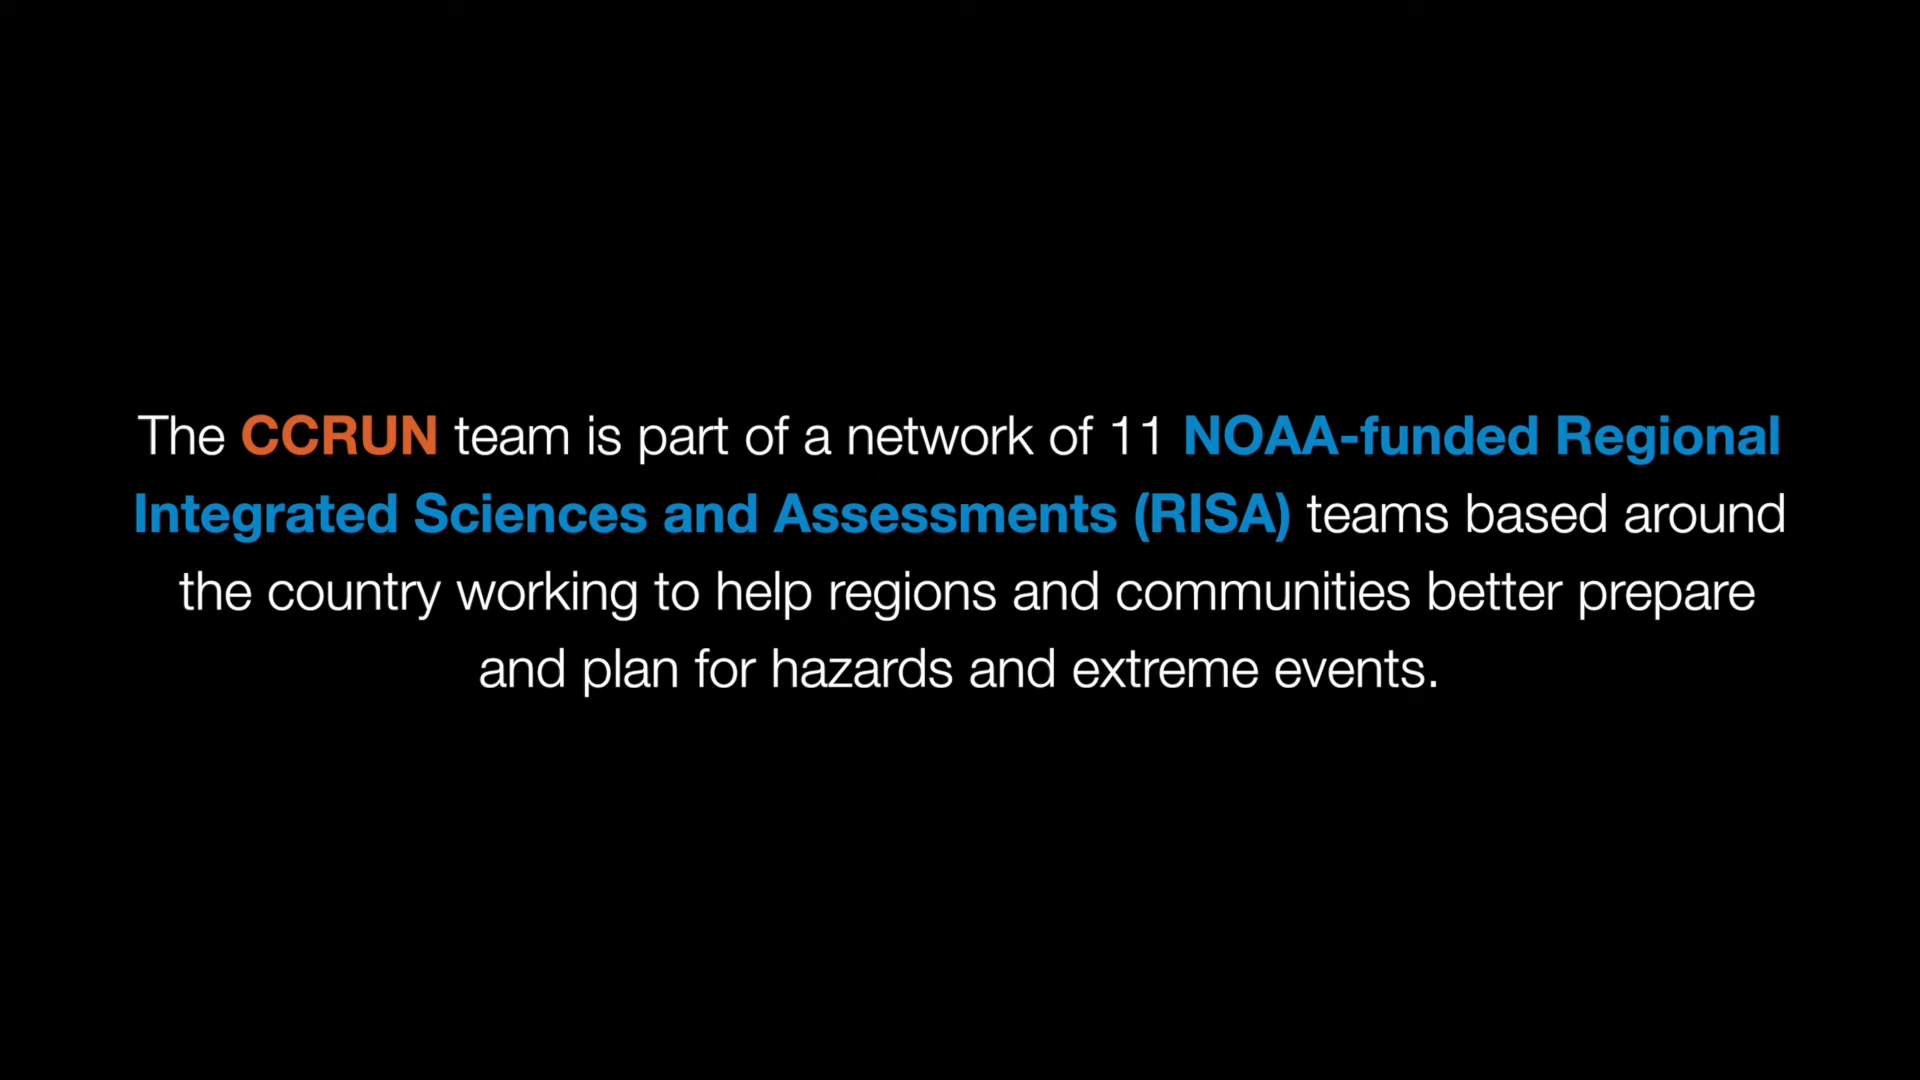 The CCRUN team is part of a network of 11 NOAA-funded Regional
Integrated Sciences and Assessments (RISA) teams based around
the country working to help regions and communities better prepare
and plan for hazards and extreme events.